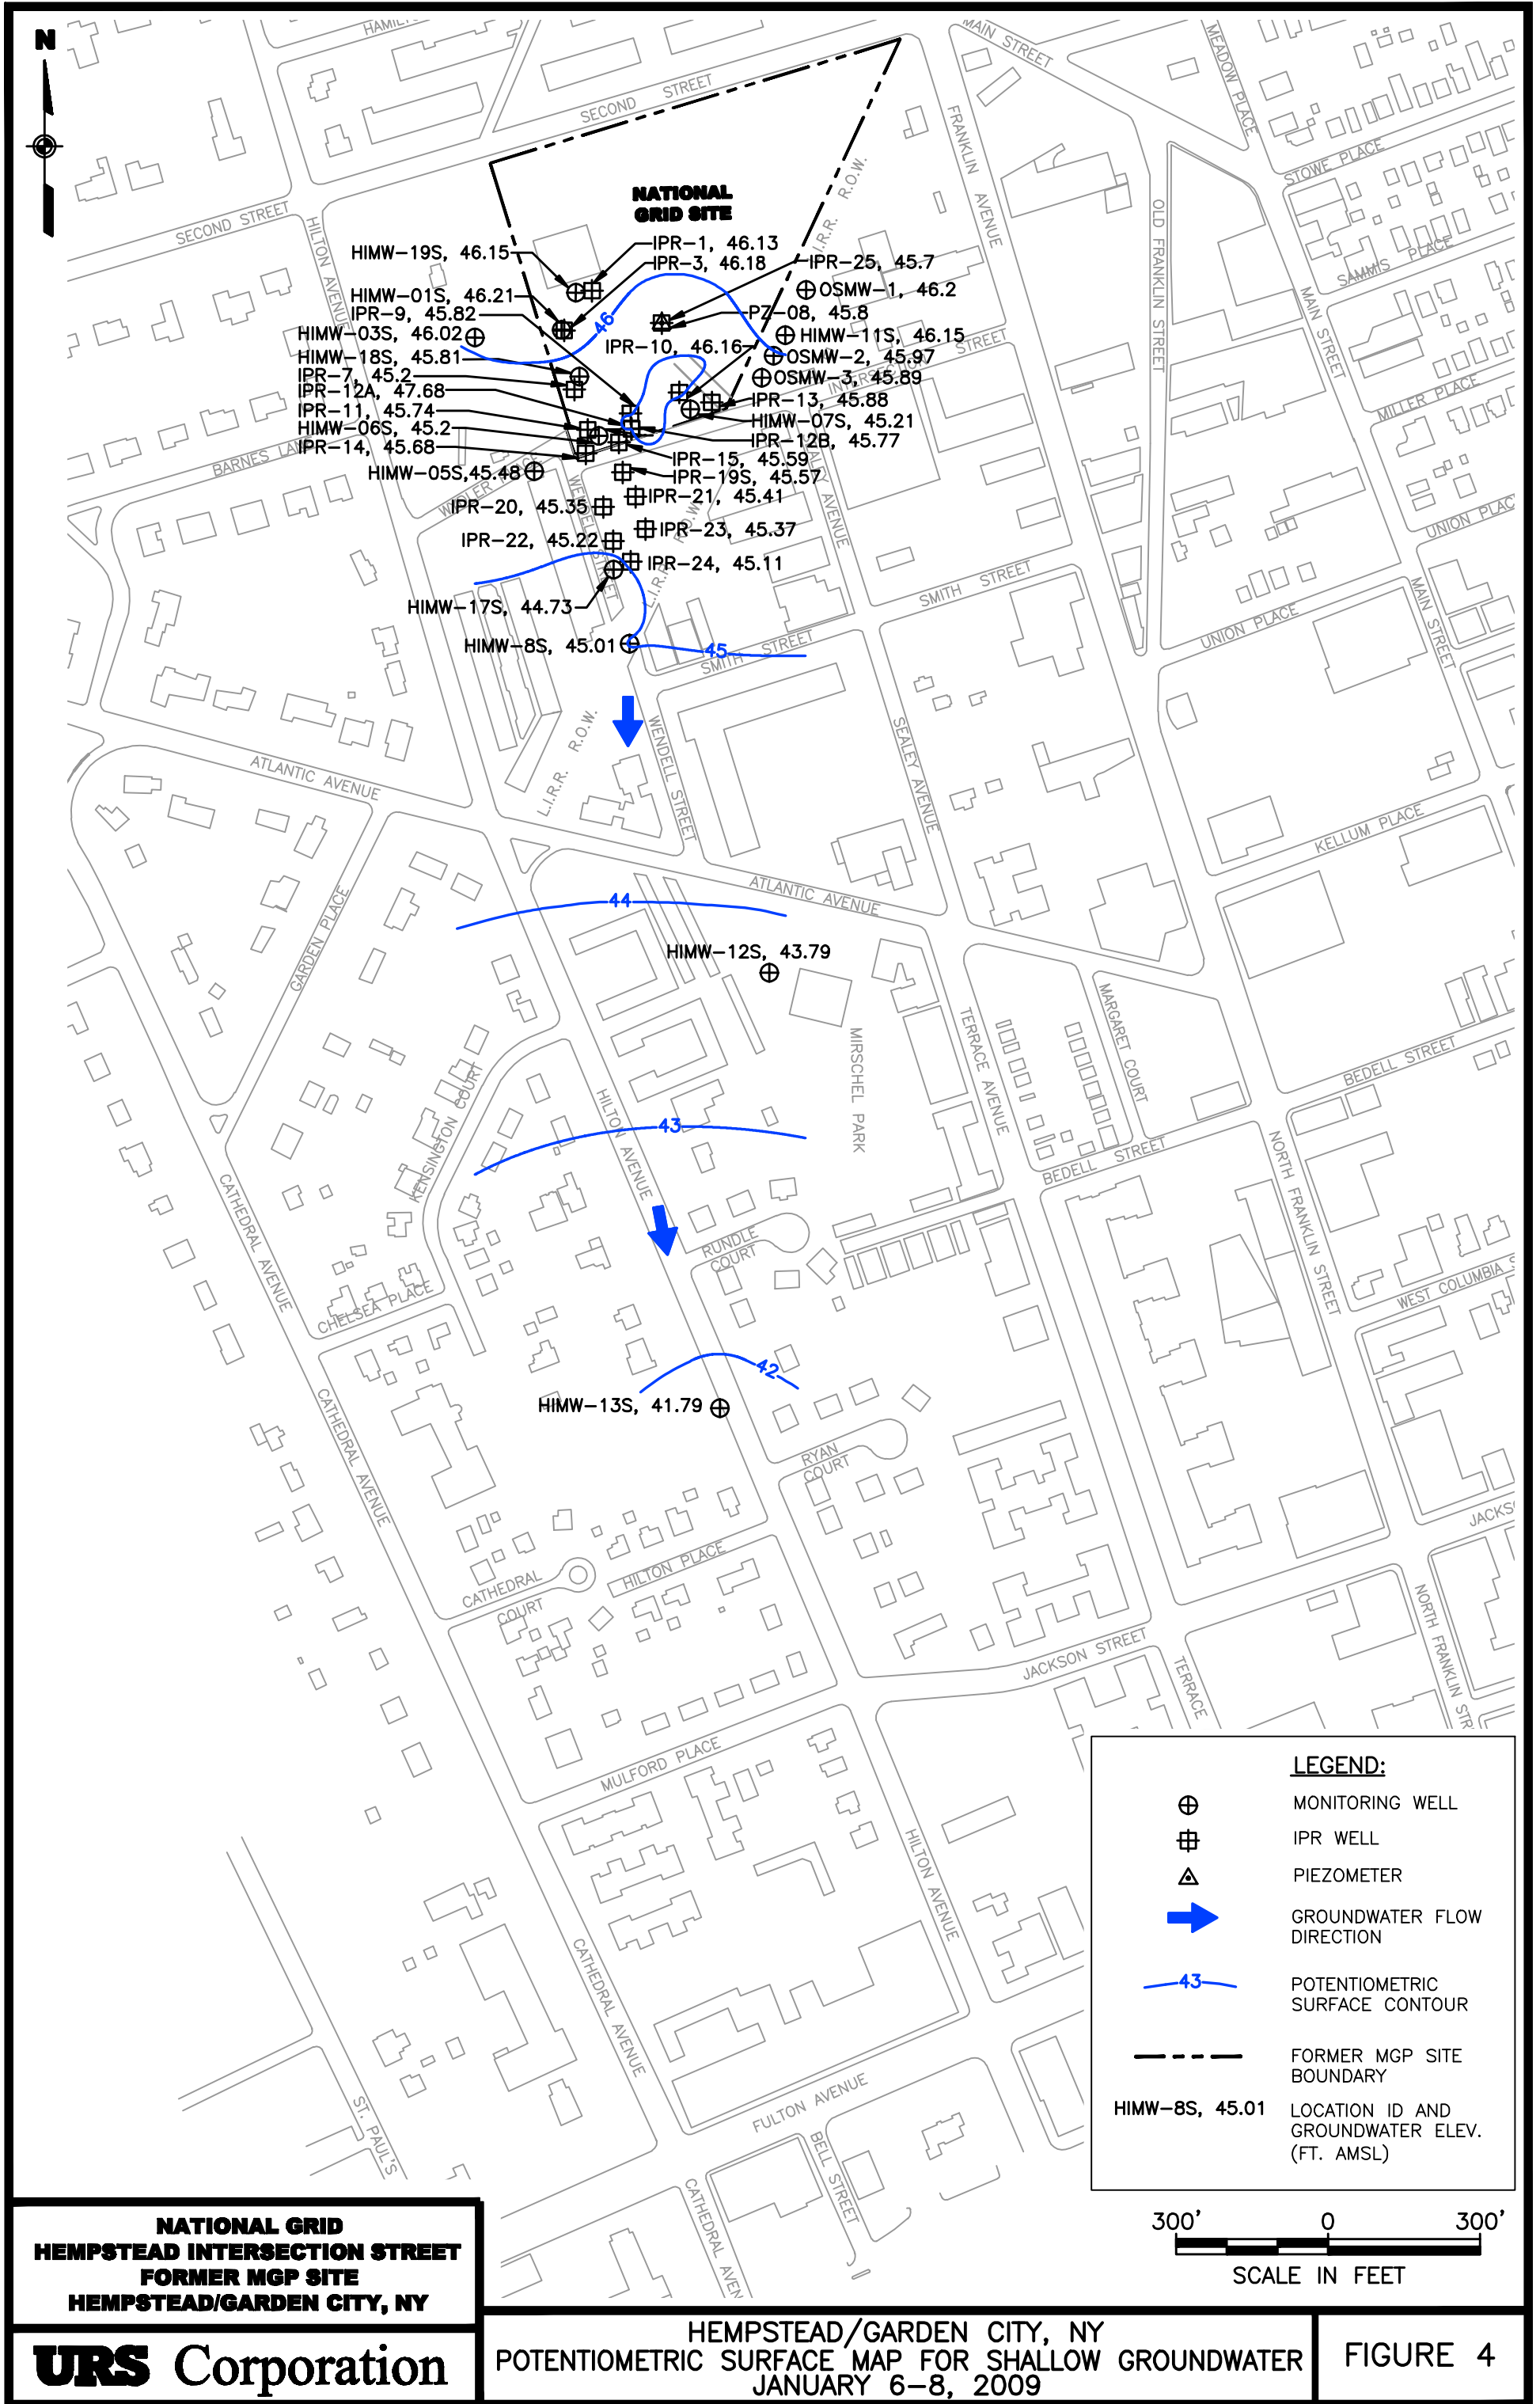 N
HAMIL
MAIN STREET
MEADOW PLACE
SECOND STREET
FRANKLIN AVENUE
STOWE PLACE
L.I.R.R. R.O.W.
NATIONAL
GRID SITE
SECOND STREET
HILTON AVENUE
OLD FRANKLIN STREET
SAMMIS PLACE
MAIN STREET
HIMW-19S, 46.15
IPR-1, 46.13
IPR-3, 46.18
IPR-25, 45.7
HIMW-01S, 46.21
OSMW-1, 46.2
IPR-9, 45.82
PZ-08, 45.8
46
HIMW-03S, 46.02
HIMW-11S, 46.15
IPR-10, 46.16
HIMW-18S, 45.81
OSMW-2, 45.97
INTERSECTION STREET
IPR-7, 45.2
OSMW-3, 45.89
IPR-12A, 47.68
IPR-13, 45.88
MILLER PLACE
IPR-11, 45.74
HIMW-07S, 45.21
HIMW-06S, 45.2
IPR-12B, 45.77
IPR-14, 45.68
IPR-15, 45.59
BARNES LA
HIMW-05S,45.48
IPR-19S, 45.57
SEALEY AVENUE
IPR-21, 45.41
IPR-20, 45.35
WENDELL STREET
UNION PLAC
IPR-23, 45.37
IPR-22, 45.22
IPR-24, 45.11
L.I.R.R. R.O.W.
SMITH STREET
HIMW-17S, 44.73
MAIN STREET
UNION PLACE
HIMW-8S, 45.01
45
SMITH STREET
L.I.R.R. R.O.W.
WENDELL STREET
SEALEY AVENUE
ATLANTIC AVENUE
KELLUM PLACE
ATLANTIC AVENUE
44
GARDEN PLACE
HIMW-12S, 43.79
MIRSCHEL PARK
TERRACE AVENUE
MARGARET COURT
BEDELL STREET
KENSINGTON COURT
HILTON AVENUE
43
BEDELL STREET
NORTH FRANKLIN STREET
CATHEDRAL AVENUE
RUNDLE
COURT
WEST COLUMBIA S
CHELSEA PLACE
42
HIMW-13S, 41.79
CATHEDRAL AVENUE
RYAN
COURT
JACKS
HILTON PLACE
CATHEDRAL
COURT
NORTH FRANKLIN STR
JACKSON STREET
TERRACE
MULFORD PLACE
HILTON AVENUE
CATHEDRAL AVENUE
FULTON AVENUE
BELL STREET
ST. PAUL'S
CATHEDRAL AVEN
LEGEND:
MONITORING WELL
IPR WELL
PIEZOMETER
GROUNDWATER FLOW
DIRECTION
43
POTENTIOMETRIC
SURFACE CONTOUR
FORMER MGP SITE
BOUNDARY
HIMW-8S, 45.01
LOCATION ID AND
GROUNDWATER ELEV.
(FT. AMSL)
300' 0 300'
SCALE IN FEET
NATIONAL GRID
HEMPSTEAD INTERSECTION STREET
FORMER MGP SITE
HEMPSTEAD/GARDEN CITY, NY
URS Corporation
HEMPSTEAD/GARDEN CITY, NY
POTENTIOMETRIC SURFACE MAP FOR SHALLOW GROUNDWATER
JANUARY 6-8, 2009
FIGURE 4